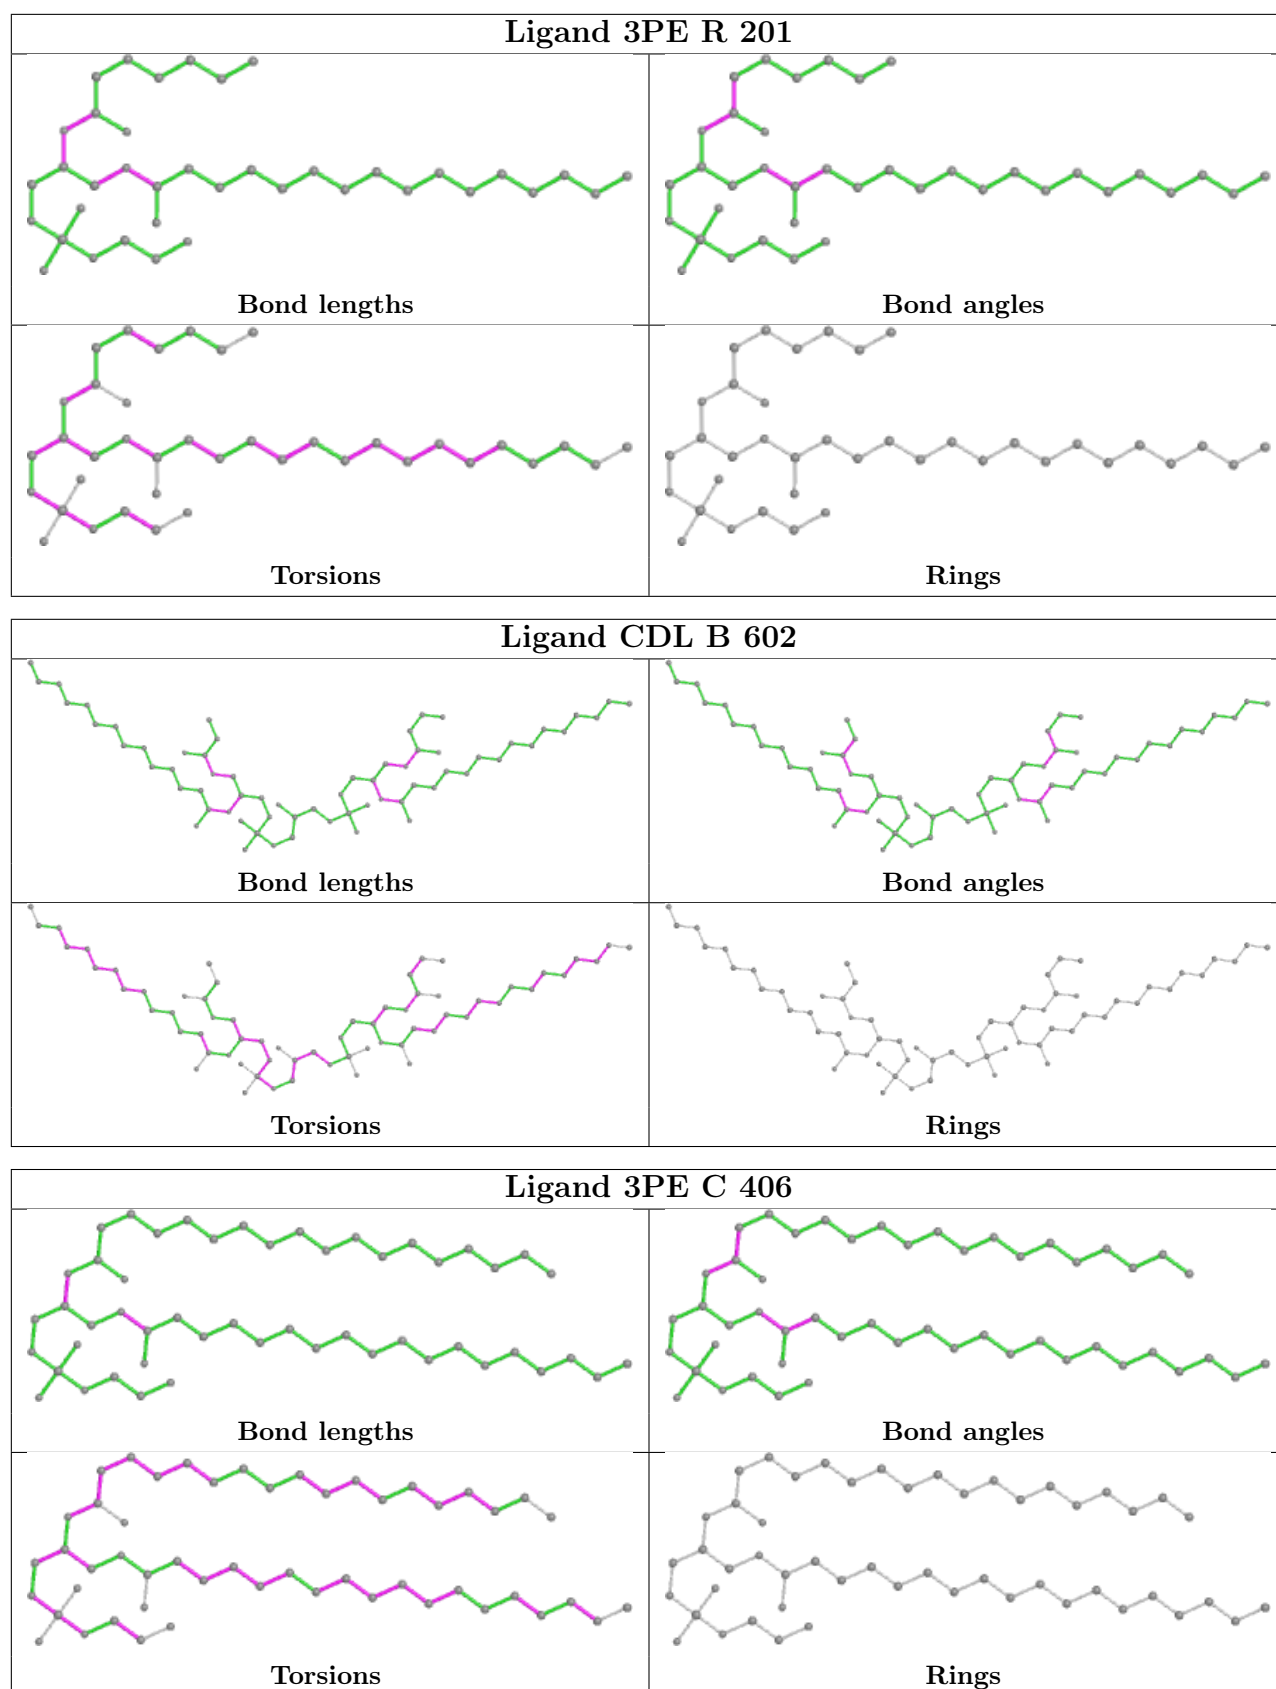 Ligand 3PE R 201
Bond lengths
Bond angles
Torsions
Rings
Ligand CDL B 602
Bond lengths
Bond angles
Torsions
Rings
Ligand 3PE C 406
Bond lengths
Bond angles
Torsions
Rings